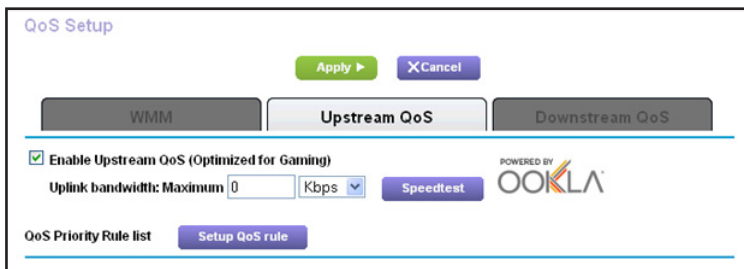 QoS Setup
Apply ▶
X Cancel
WMM
Upstream QoS
Downstream QoS
Enable Upstream QoS (Optimized for Gaming)
Uplink bandwidth: Maximum 0 Kbps Speedtest
POWERED BY
OOKLA
QoS Priority Rule list Setup QoS rule